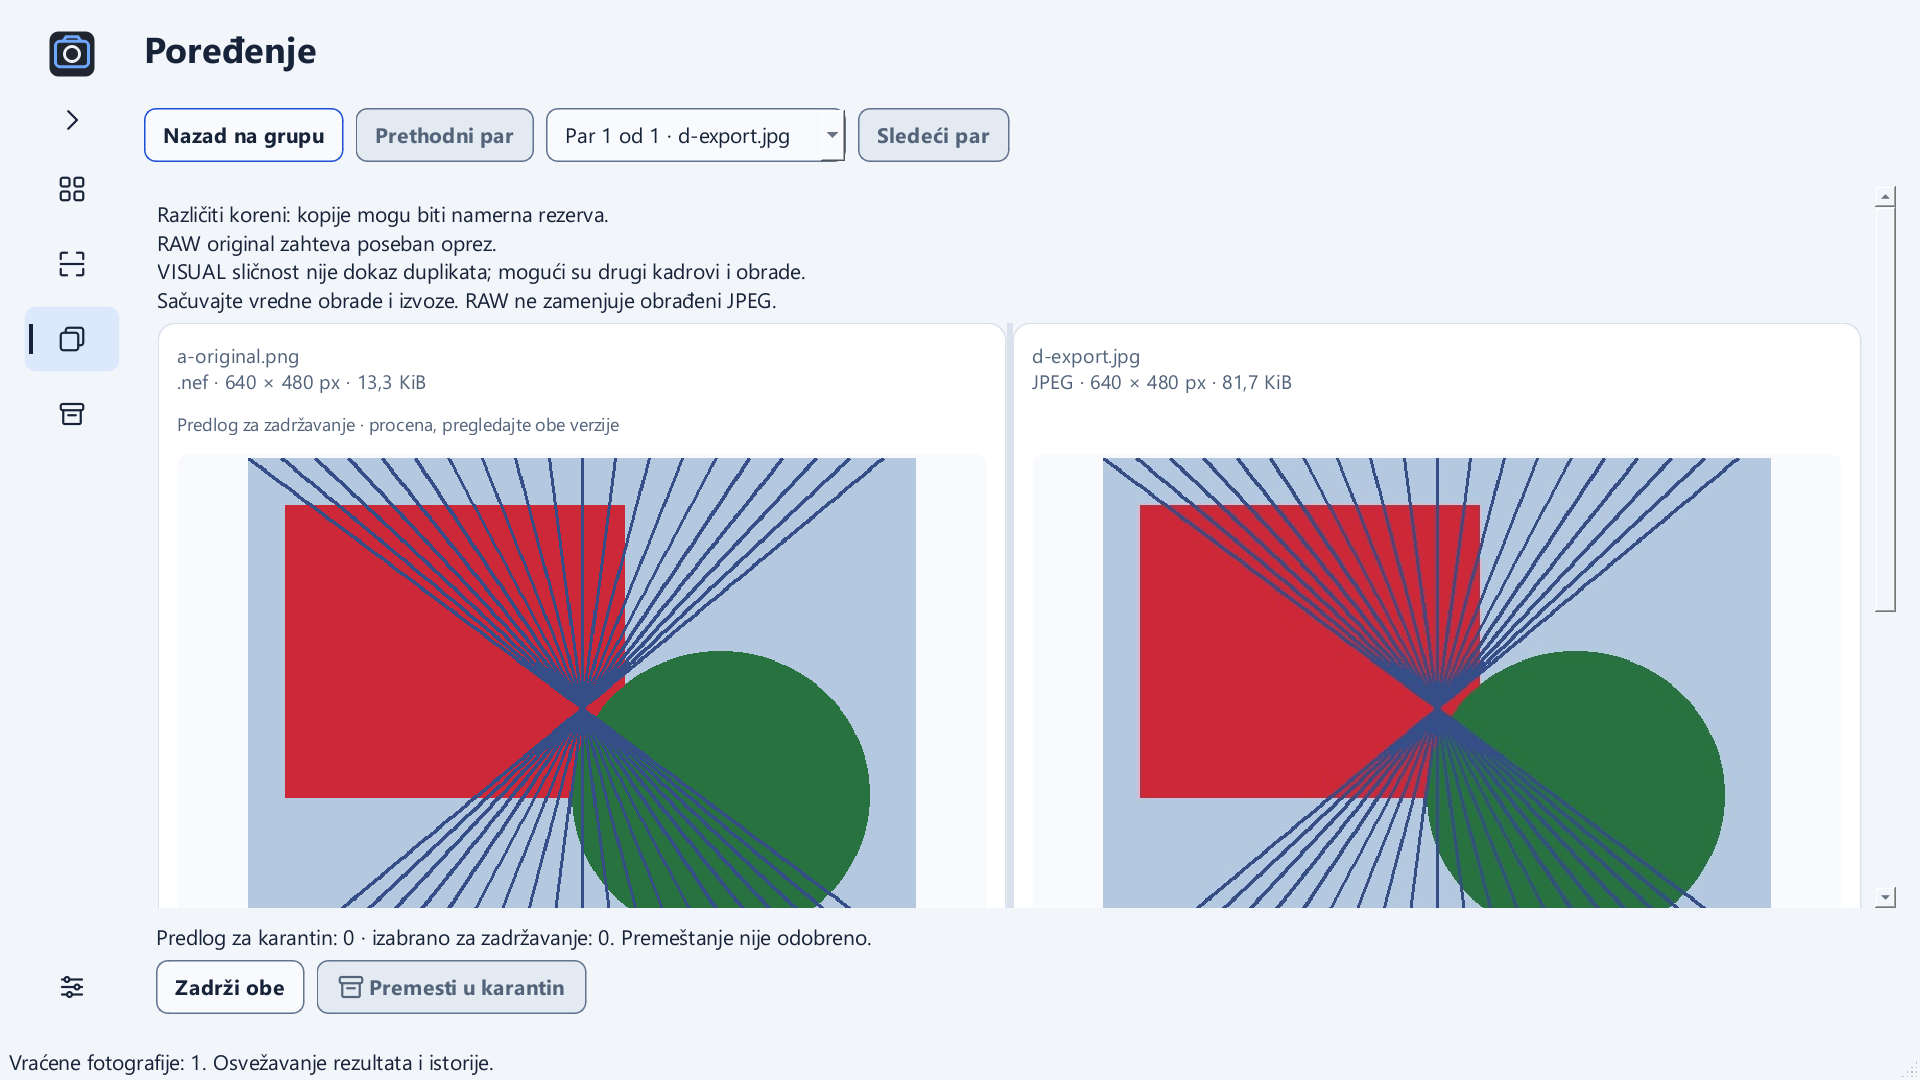 Poređenje
Nazad na grupu
Prethodni par
Par 1 od 1 · d-export.jpg
Sledeći par
Različiti koreni: kopije mogu biti namerna rezerva.
RAW original zahteva poseban oprez.
VISUAL sličnost nije dokaz duplikata; mogući su drugi kadrovi i obrade.
Sačuvajte vredne obrade i izvoze. RAW ne zamenjuje obrađeni JPEG.
a-original.png
.nef · 640 × 480 px · 13,3 KiB
Predlog za zadržavanje · procena, pregledajte obe verzije
d-export.jpg
JPEG · 640 × 480 px · 81,7 KiB
Predlog za karantin: 0 · izabrano za zadržavanje: 0. Premeštanje nije odobreno.
Zadrži obe
Premesti u karantin
Vraćene fotografije: 1. Osvežavanje rezultata i istorije.